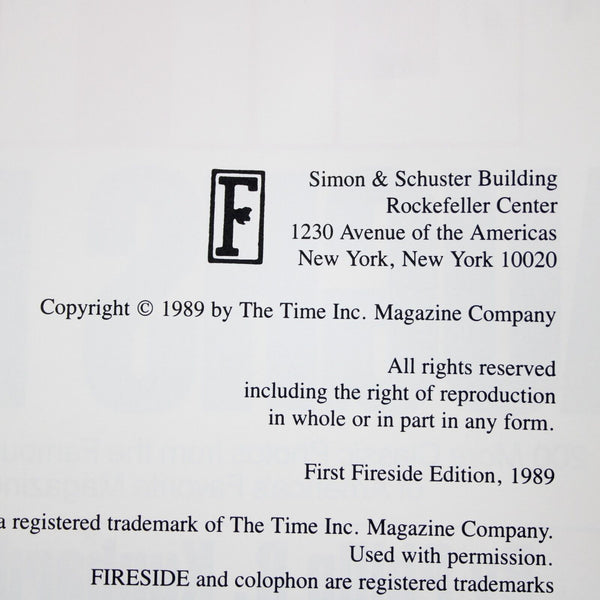 F
Simon & Schuster Building
Rockefeller Center
1230 Avenue of the Americas
New York, New York 10020
Copyright © 1989 by The Time Inc. Magazine Company
All rights reserved
including the right of reproduction
in whole or in part in any form.
First Fireside Edition, 1989
a registered trademark of The Time Inc. Magazine Company.
Used with permission.
FIRESIDE and colophon are registered trademarks